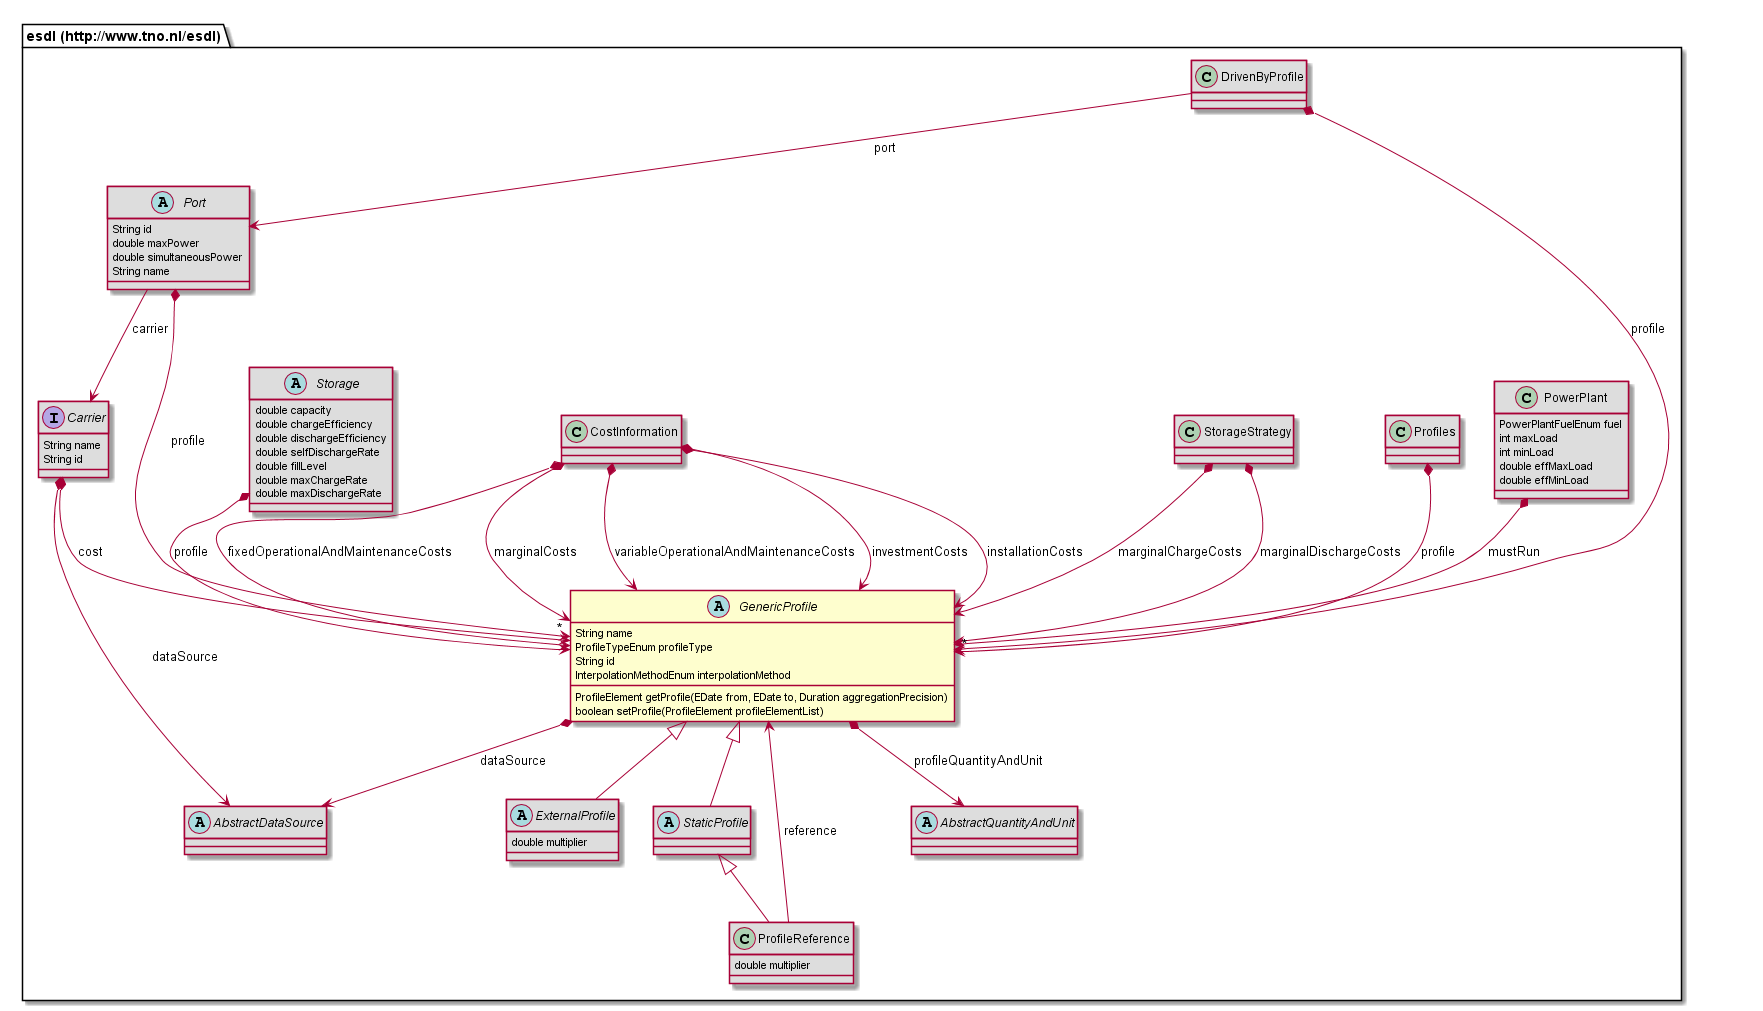 esdl (http://www.tno.nl/esdl)
C DrivenByProfile
port
A Port
String id
double maxPower
double simultaneousPower
String name
carrier
profile
profile
A Storage
double capacity
double chargeEfficiency
double dischargeEfficiency
double selfDischargeRate
double fillLevel
double maxChargeRate
double maxDischargeRate
I Carrier
String name
String id
C CostInformation
C StorageStrategy
C Profiles
C PowerPlant
PowerPlantFuelEnum fuel
int maxLoad
int minLoad
double effMaxLoad
double effMinLoad
cost
profile
fixedOperationalAndMaintenanceCosts
marginalCosts
variableOperationalAndMaintenanceCosts
investmentCosts
installationCosts
marginalChargeCosts
marginalDischargeCosts
profile
mustRun
A GenericProfile
*
*
String name
ProfileTypeEnum profileType
String id
InterpolationMethodEnum interpolationMethod
ProfileElement getProfile(EDate from, EDate to, Duration aggregationPrecision)
boolean setProfile(ProfileElement profileElementList)
dataSource
dataSource
profileQuantityAndUnit
A AbstractDataSource
A ExternalProfile
double multiplier
A StaticProfile
reference
A AbstractQuantityAndUnit
C ProfileReference
double multiplier